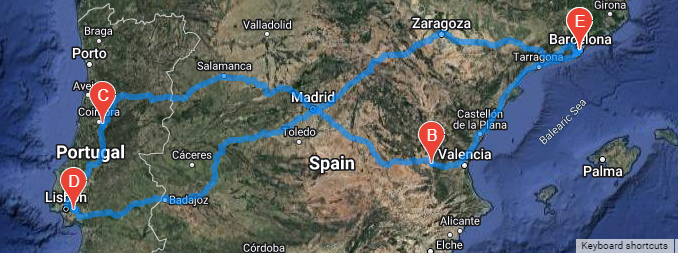 Girona
Braga
Valladolid
Zaragoza
E
Barcelona
Porto
Tarragona
Salamanca
Aveiro
C
Madrid
Coimbra
Castellón
de la Plana
Balearic Sea
Toledo
B
Portugal
Cáceres
Spain
Valencia
Palma
D
Lisbon
Badajoz
Alicante
Elche
Córdoba
Keyboard shortcuts